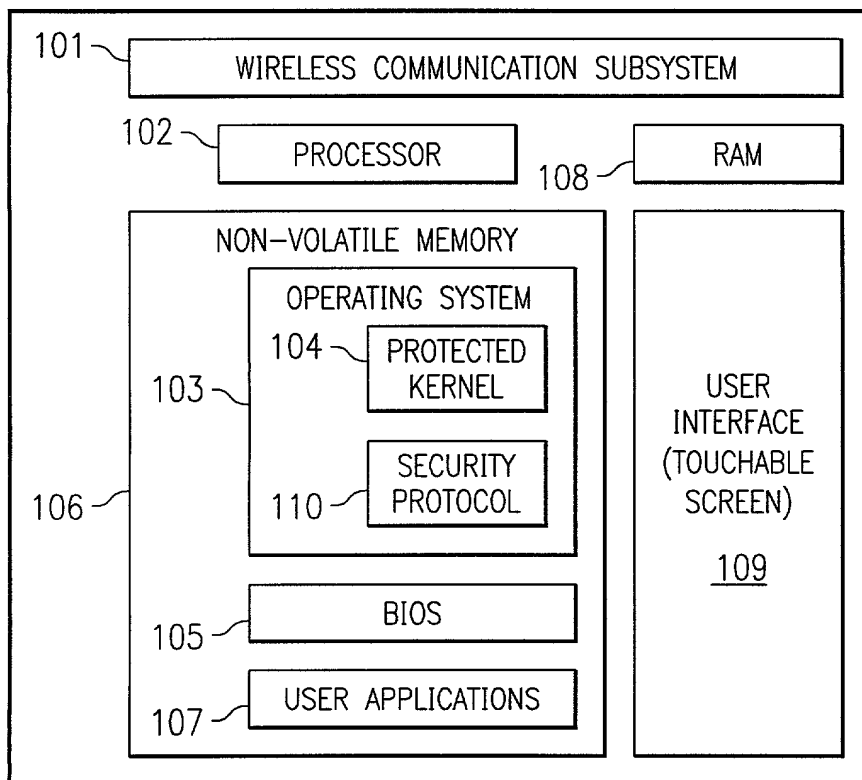 101
WIRELESS COMMUNICATION SUBSYSTEM
102
PROCESSOR
108
RAM
NON-VOLATILE MEMORY
OPERATING SYSTEM
104
PROTECTED
KERNEL
103
SECURITY
PROTOCOL
110
106
BIOS
105
USER APPLICATIONS
107
USER
INTERFACE
(TOUCHABLE
SCREEN)
109